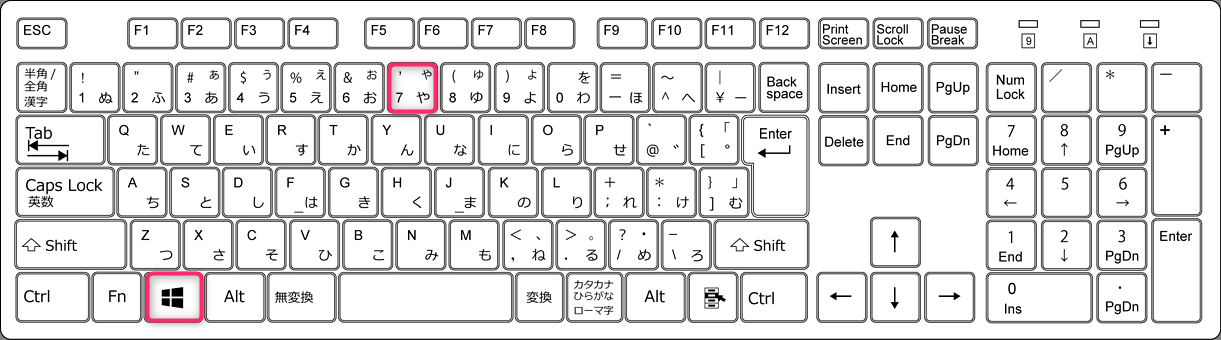 ESC F1 F2 F3 F4 F5 F6 F7 F8 F9 F10 F11 F12 Print Screen Scroll Lock Pause Break 9 A
半角/全角 漢字 ! 1 ぬ " 2 ふ # ぁ 3 あ $ ぅ 4 う % ぇ 5 え & ぉ 6 お ' ゃ 7 や ( ゅ 8 ゆ ) ょ 9 よ を 0 わ = ー ほ ~ ^ へ | ¥ ー Back space Insert Home PgUp Num Lock / * −
Tab Q た W て E い R す T か Y ん U な I に O ら P せ ` @ ゛ { 「 [ ゜ Enter Delete End PgDn 7 Home 8 ↑ 9 PgUp +
Caps Lock 英数 A ち S と D し F _は G き H く J _ま K の L り + ; れ * : け } 」 ] む 4 ← 5 6 →
Shift Z つ X さ C そ V ひ B こ N み M も < 、 , ね > 。 . る ? ・ / め _ \ ろ Shift ↑ 1 End 2 ↓ 3 PgDn Enter
Ctrl Fn Alt 無変換 変換 カタカナ ひらがな ローマ字 Alt Ctrl ← ↓ → 0 Ins . PgDn